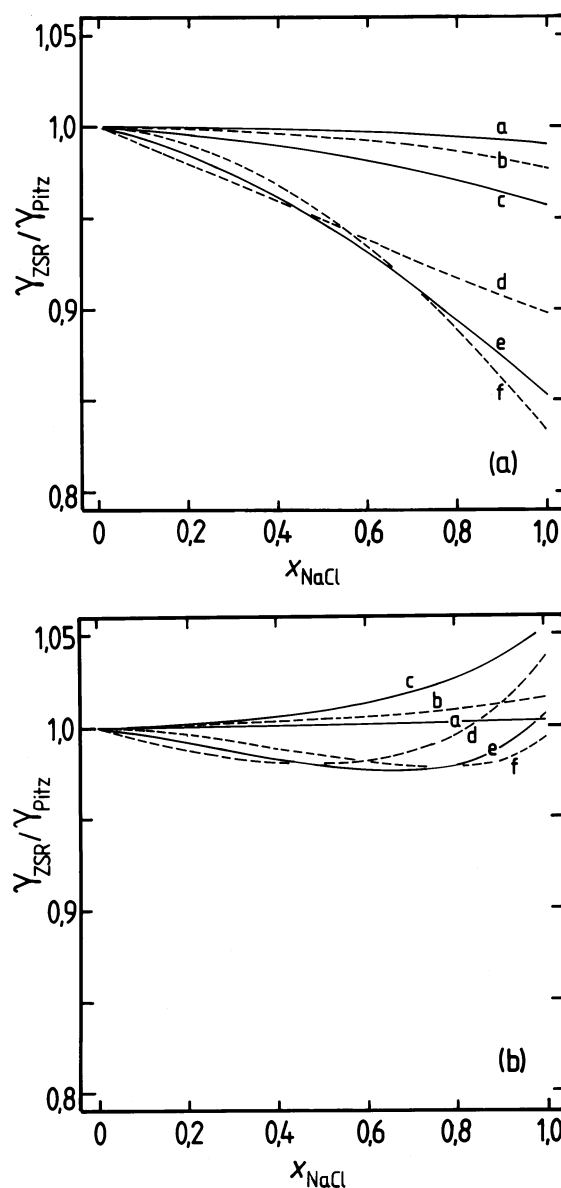 1,05
1,0
0,9
0,8
γZSR/γPitz
a
b
c
d
e
f
(a)
0 0,2 0,4 0,6 0,8 1,0
xNaCl
1,05
1,0
0,9
0,8
γZSR/γPitz
c
b
a
d
e
f
(b)
0 0,2 0,4 0,6 0,8 1,0
xNaCl